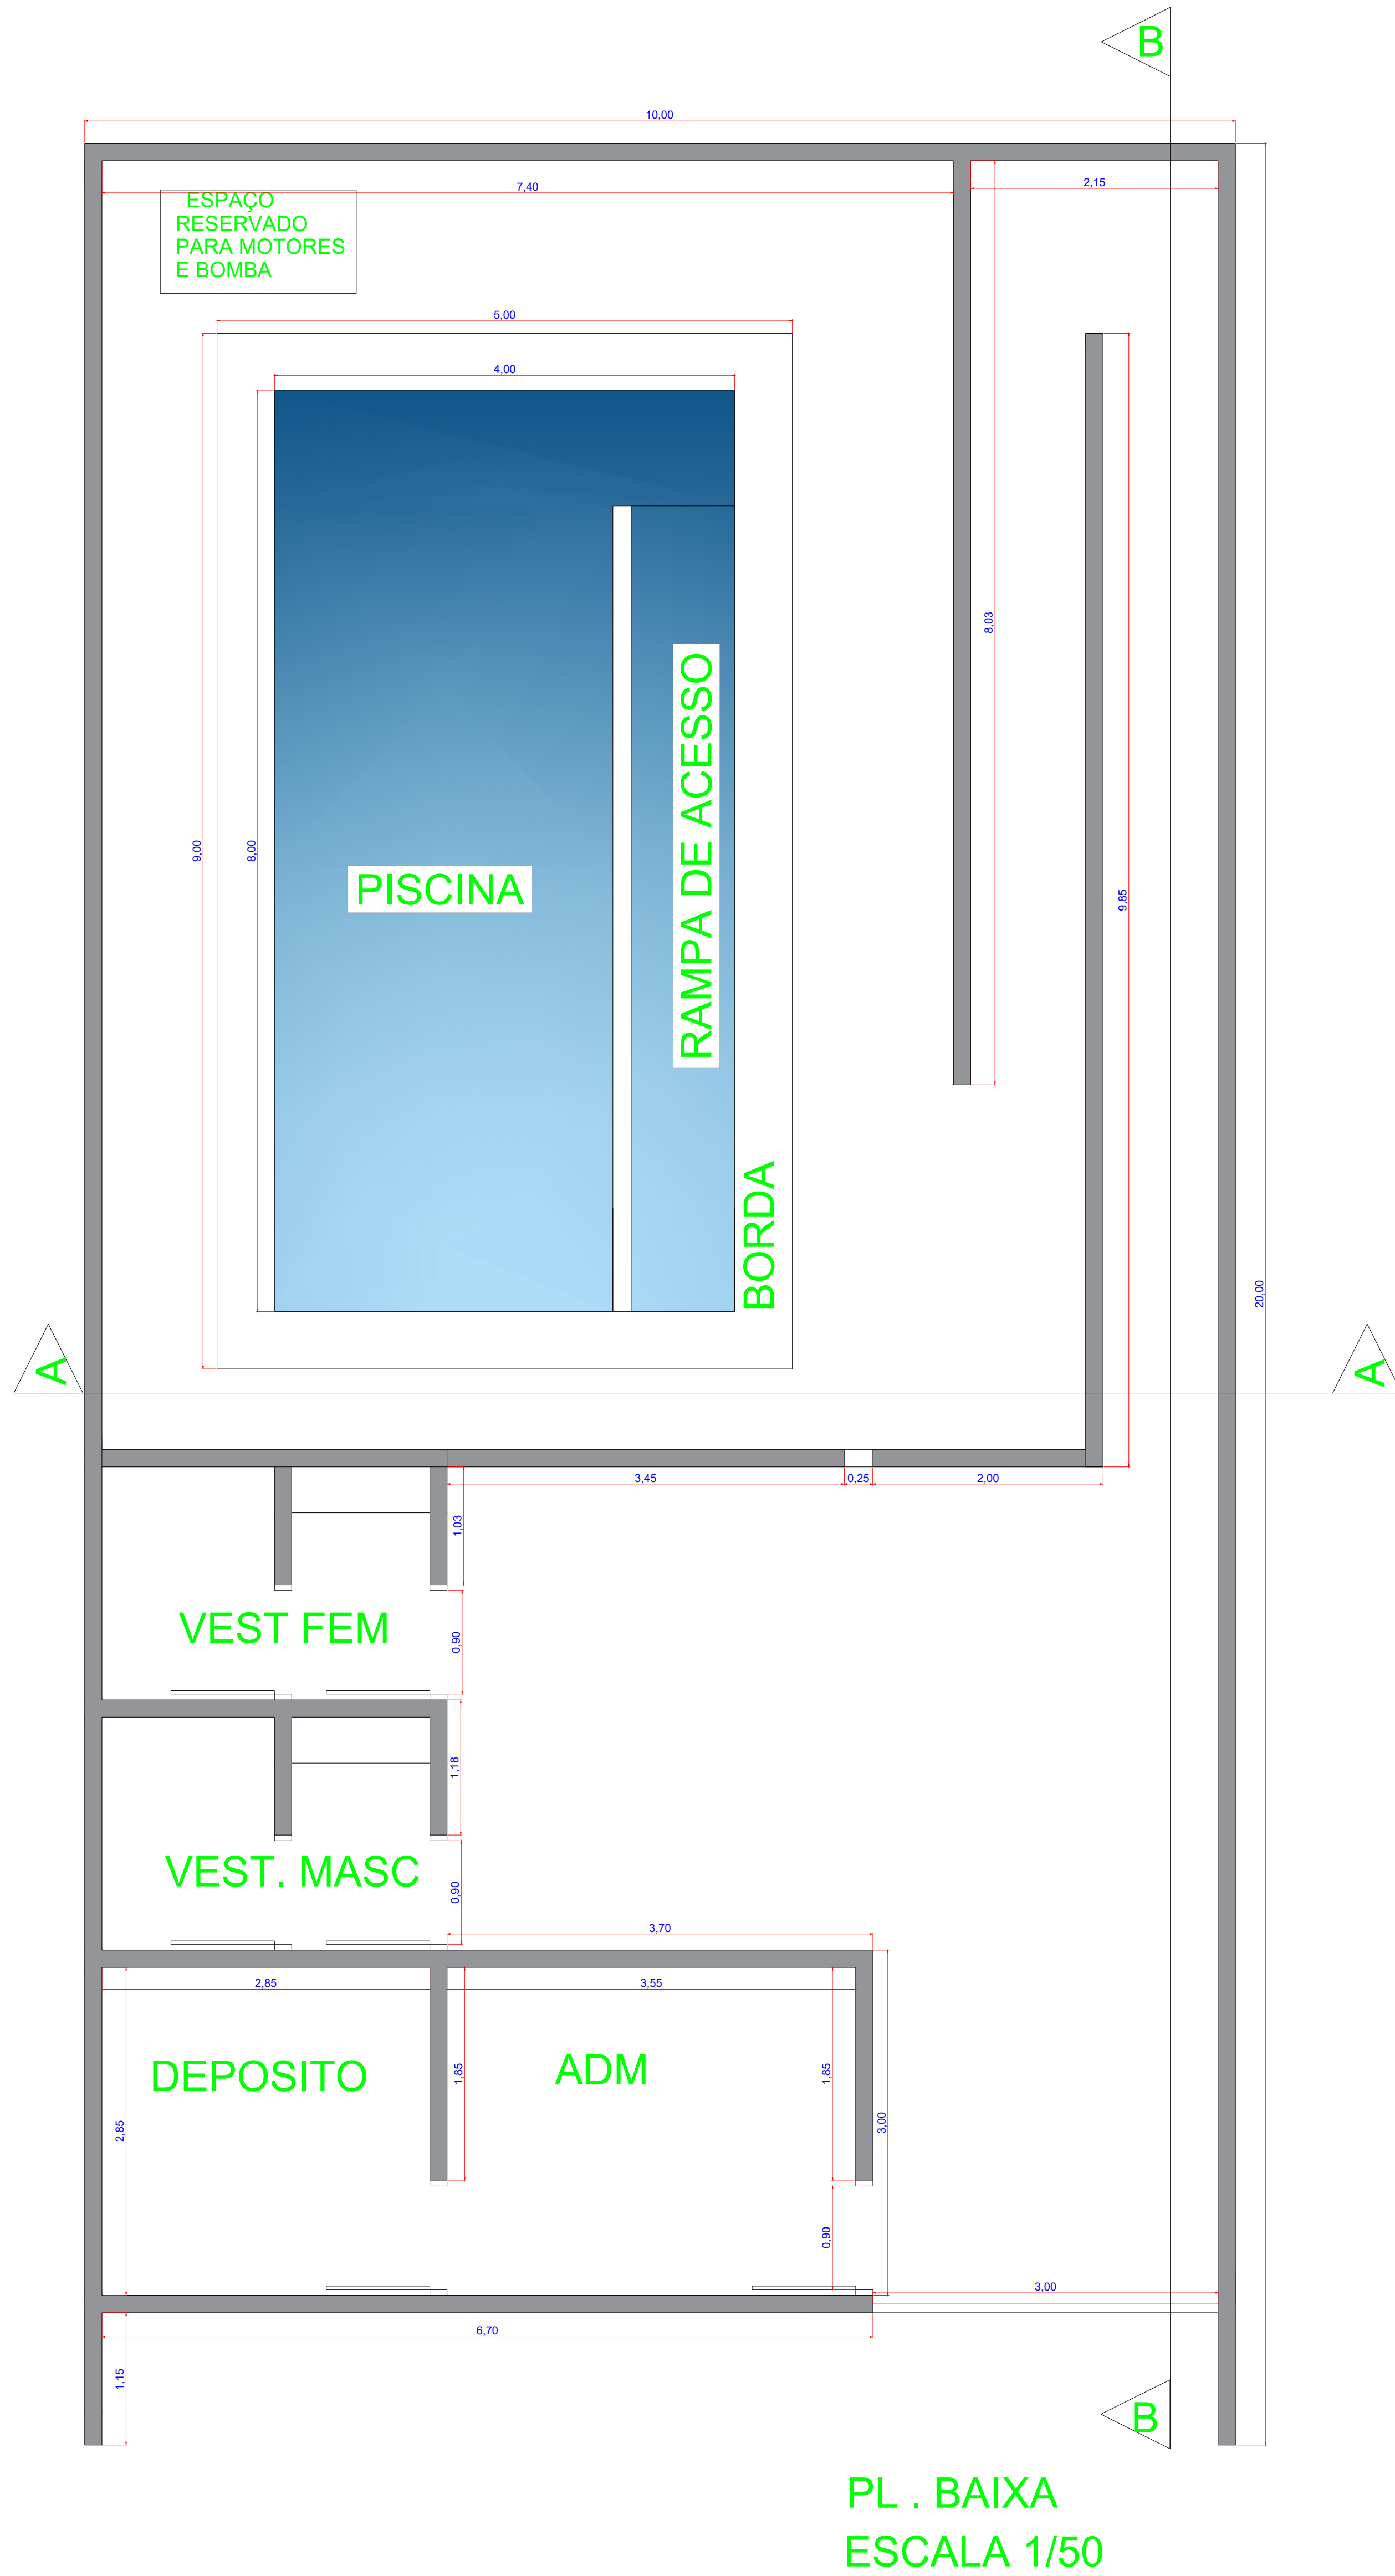 B
10,00
7,40
2,15
ESPAÇO
RESERVADO
PARA MOTORES
E BOMBA
5,00
4,00
8,03
RAMPA DE ACESSO
9,00
8,00
PISCINA
9,85
BORDA
20,00
A
A
3,45
0,25
2,00
1,03
VEST FEM
0,90
1,18
VEST. MASC
0,90
3,70
2,85
3,55
DEPOSITO
ADM
1,85
1,85
2,85
3,00
0,90
3,00
6,70
1,15
B
PL . BAIXA
ESCALA 1/50